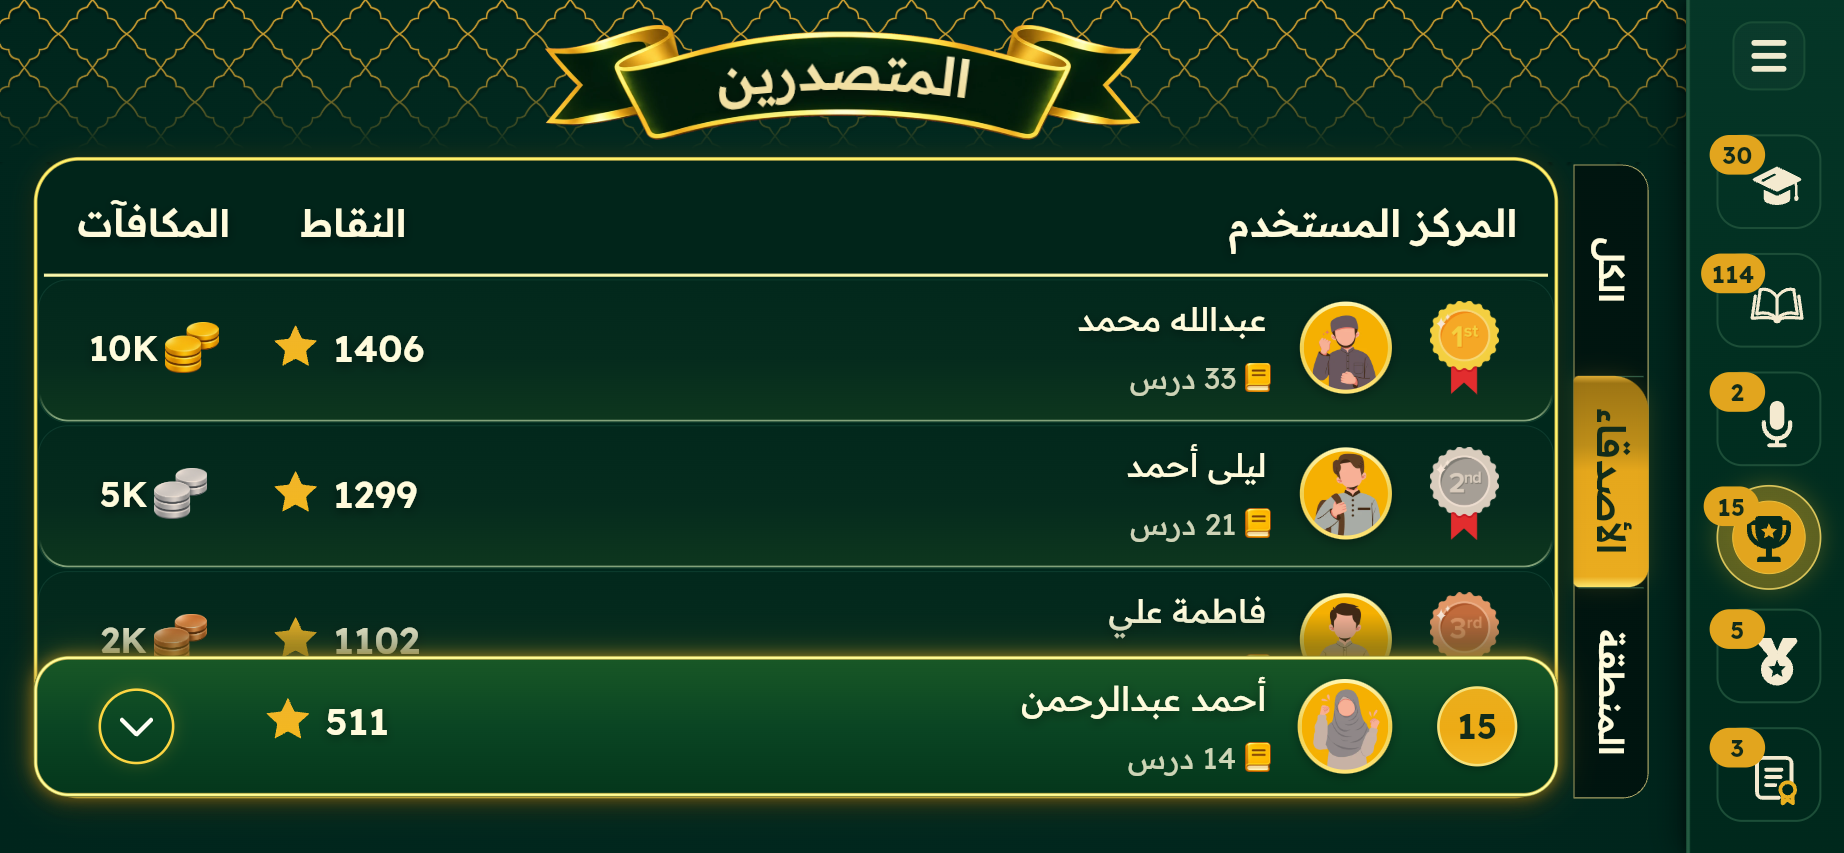 المتصدرين
المركز المستخدم النقاط المكافآت
1st
عبدالله محمد
33 درس
1406
10K
2nd
ليلى أحمد
21 درس
1299
5K
3rd
فاطمة علي
1102
2K
15
أحمد عبدالرحمن
14 درس
511
الكل
الأصدقاء
المنطقة
30
114
2
15
5
3